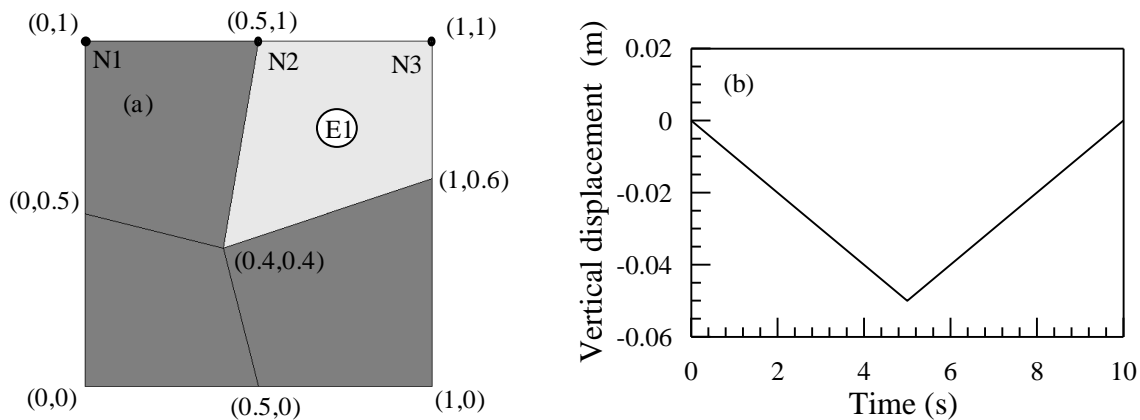 (0,1) (0.5,1) (1,1)
N1 N2 N3
(a)
E1
(0,0.5) (1,0.6)
(0.4,0.4)
(0,0) (0.5,0) (1,0)
0.02
(b)
0
-0.02
-0.04
-0.06
Vertical displacement (m)
0 2 4 6 8 10
Time (s)